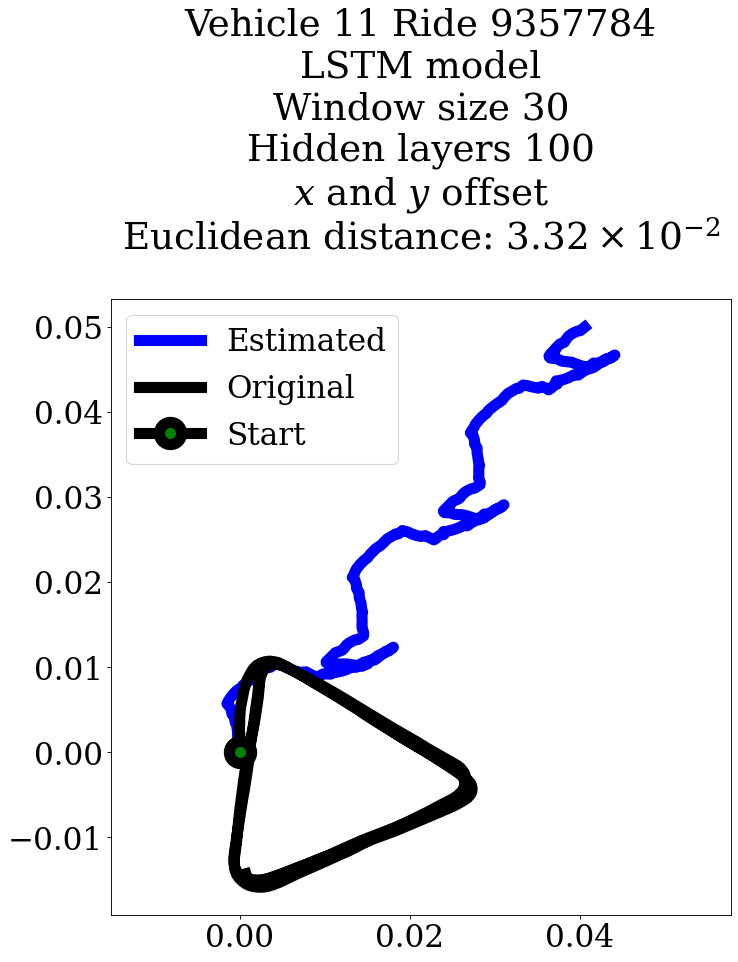 Vehicle 11 Ride 9357784
LSTM model
Window size 30
Hidden layers 100
x and y offset
Euclidean distance: 3.32 × 10⁻²
Estimated
Original
Start
0.05
0.04
0.03
0.02
0.01
0.00
−0.01
0.00 0.02 0.04